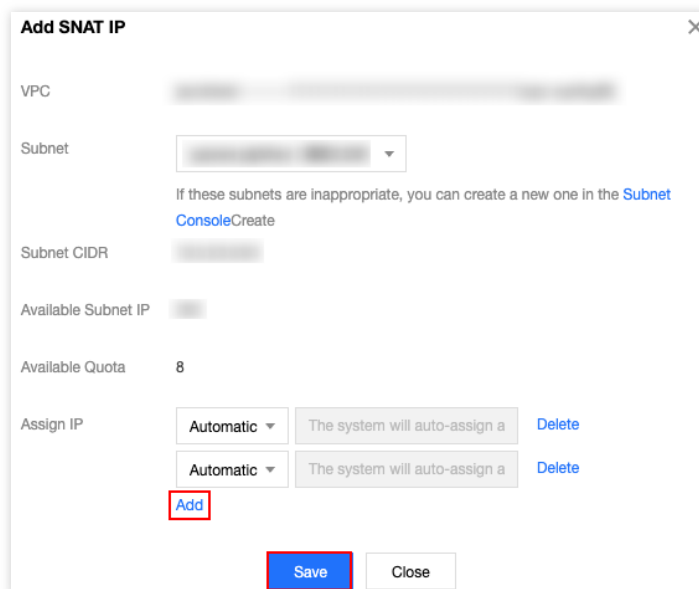 Add SNAT IP
VPC
Subnet
If these subnets are inappropriate, you can create a new one in the Subnet
ConsoleCreate
Subnet CIDR
Available Subnet IP
Available Quota 8
Assign IP Automatic The system will auto-assign a Delete
Automatic The system will auto-assign a Delete
Add
Save Close